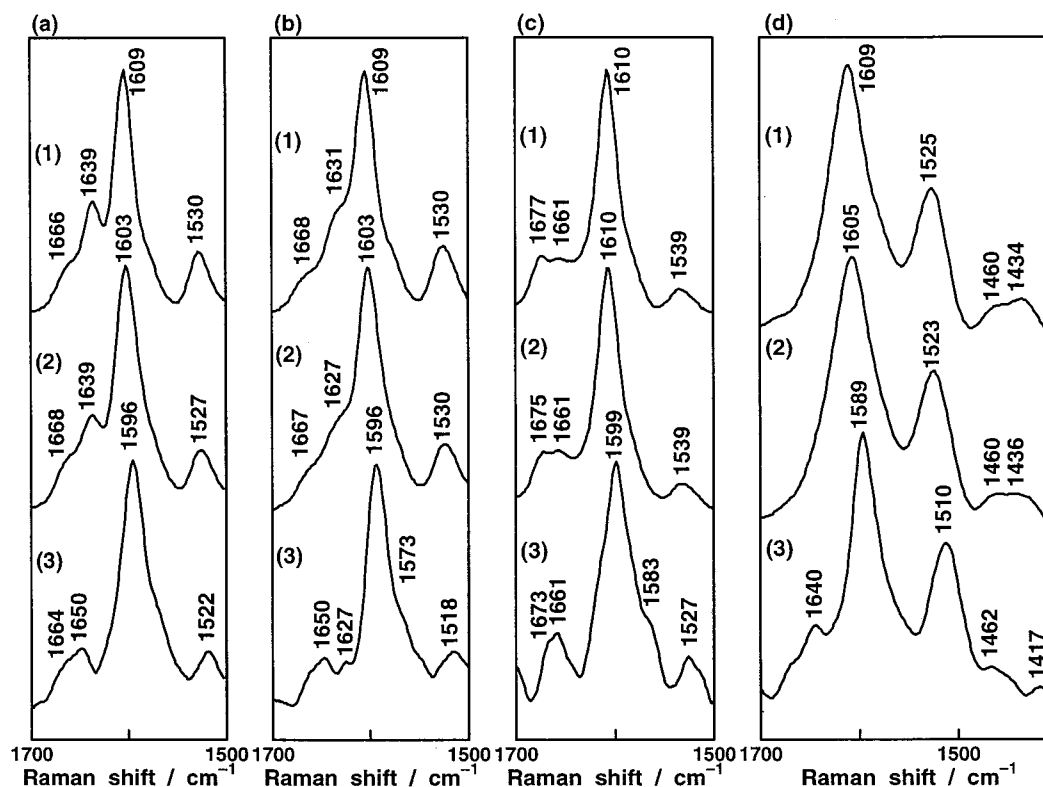 (a) (b) (c) (d)
1609 1609 1610 1609
(1) 1666 1639 1530
(1) 1668 1631 1530
(1) 1677 1661 1539
(1) 1525 1460 1434
1603 1603 1610 1605
(2) 1668 1639 1527
(2) 1667 1627 1530
(2) 1675 1661 1539
(2) 1523 1460 1436
1596 1596 1599 1589
(3) 1664 1650 1522
(3) 1650 1627 1573 1518
(3) 1673 1661 1583 1527
(3) 1640 1510 1462 1417
1700 1500 1700 1500 1700 1500 1700 1500
Raman shift / cm⁻¹ Raman shift / cm⁻¹ Raman shift / cm⁻¹ Raman shift / cm⁻¹